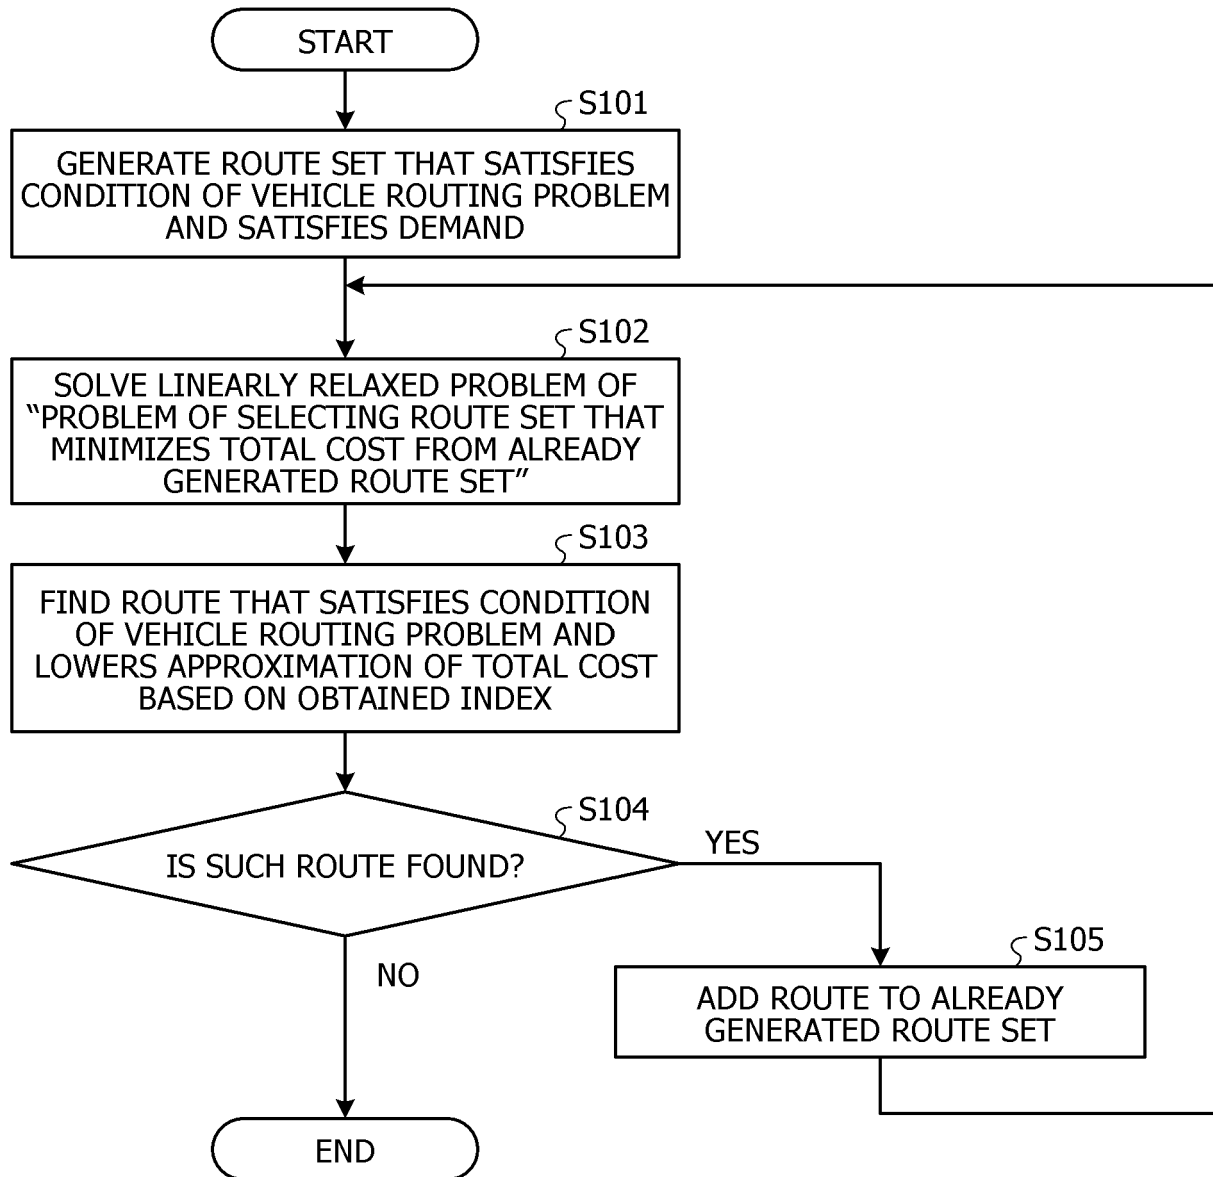 START
S101
GENERATE ROUTE SET THAT SATISFIES
CONDITION OF VEHICLE ROUTING PROBLEM
AND SATISFIES DEMAND
S102
SOLVE LINEARLY RELAXED PROBLEM OF
“PROBLEM OF SELECTING ROUTE SET THAT
MINIMIZES TOTAL COST FROM ALREADY
GENERATED ROUTE SET”
S103
FIND ROUTE THAT SATISFIES CONDITION
OF VEHICLE ROUTING PROBLEM AND
LOWERS APPROXIMATION OF TOTAL COST
BASED ON OBTAINED INDEX
S104
IS SUCH ROUTE FOUND?
YES
NO
S105
ADD ROUTE TO ALREADY
GENERATED ROUTE SET
END